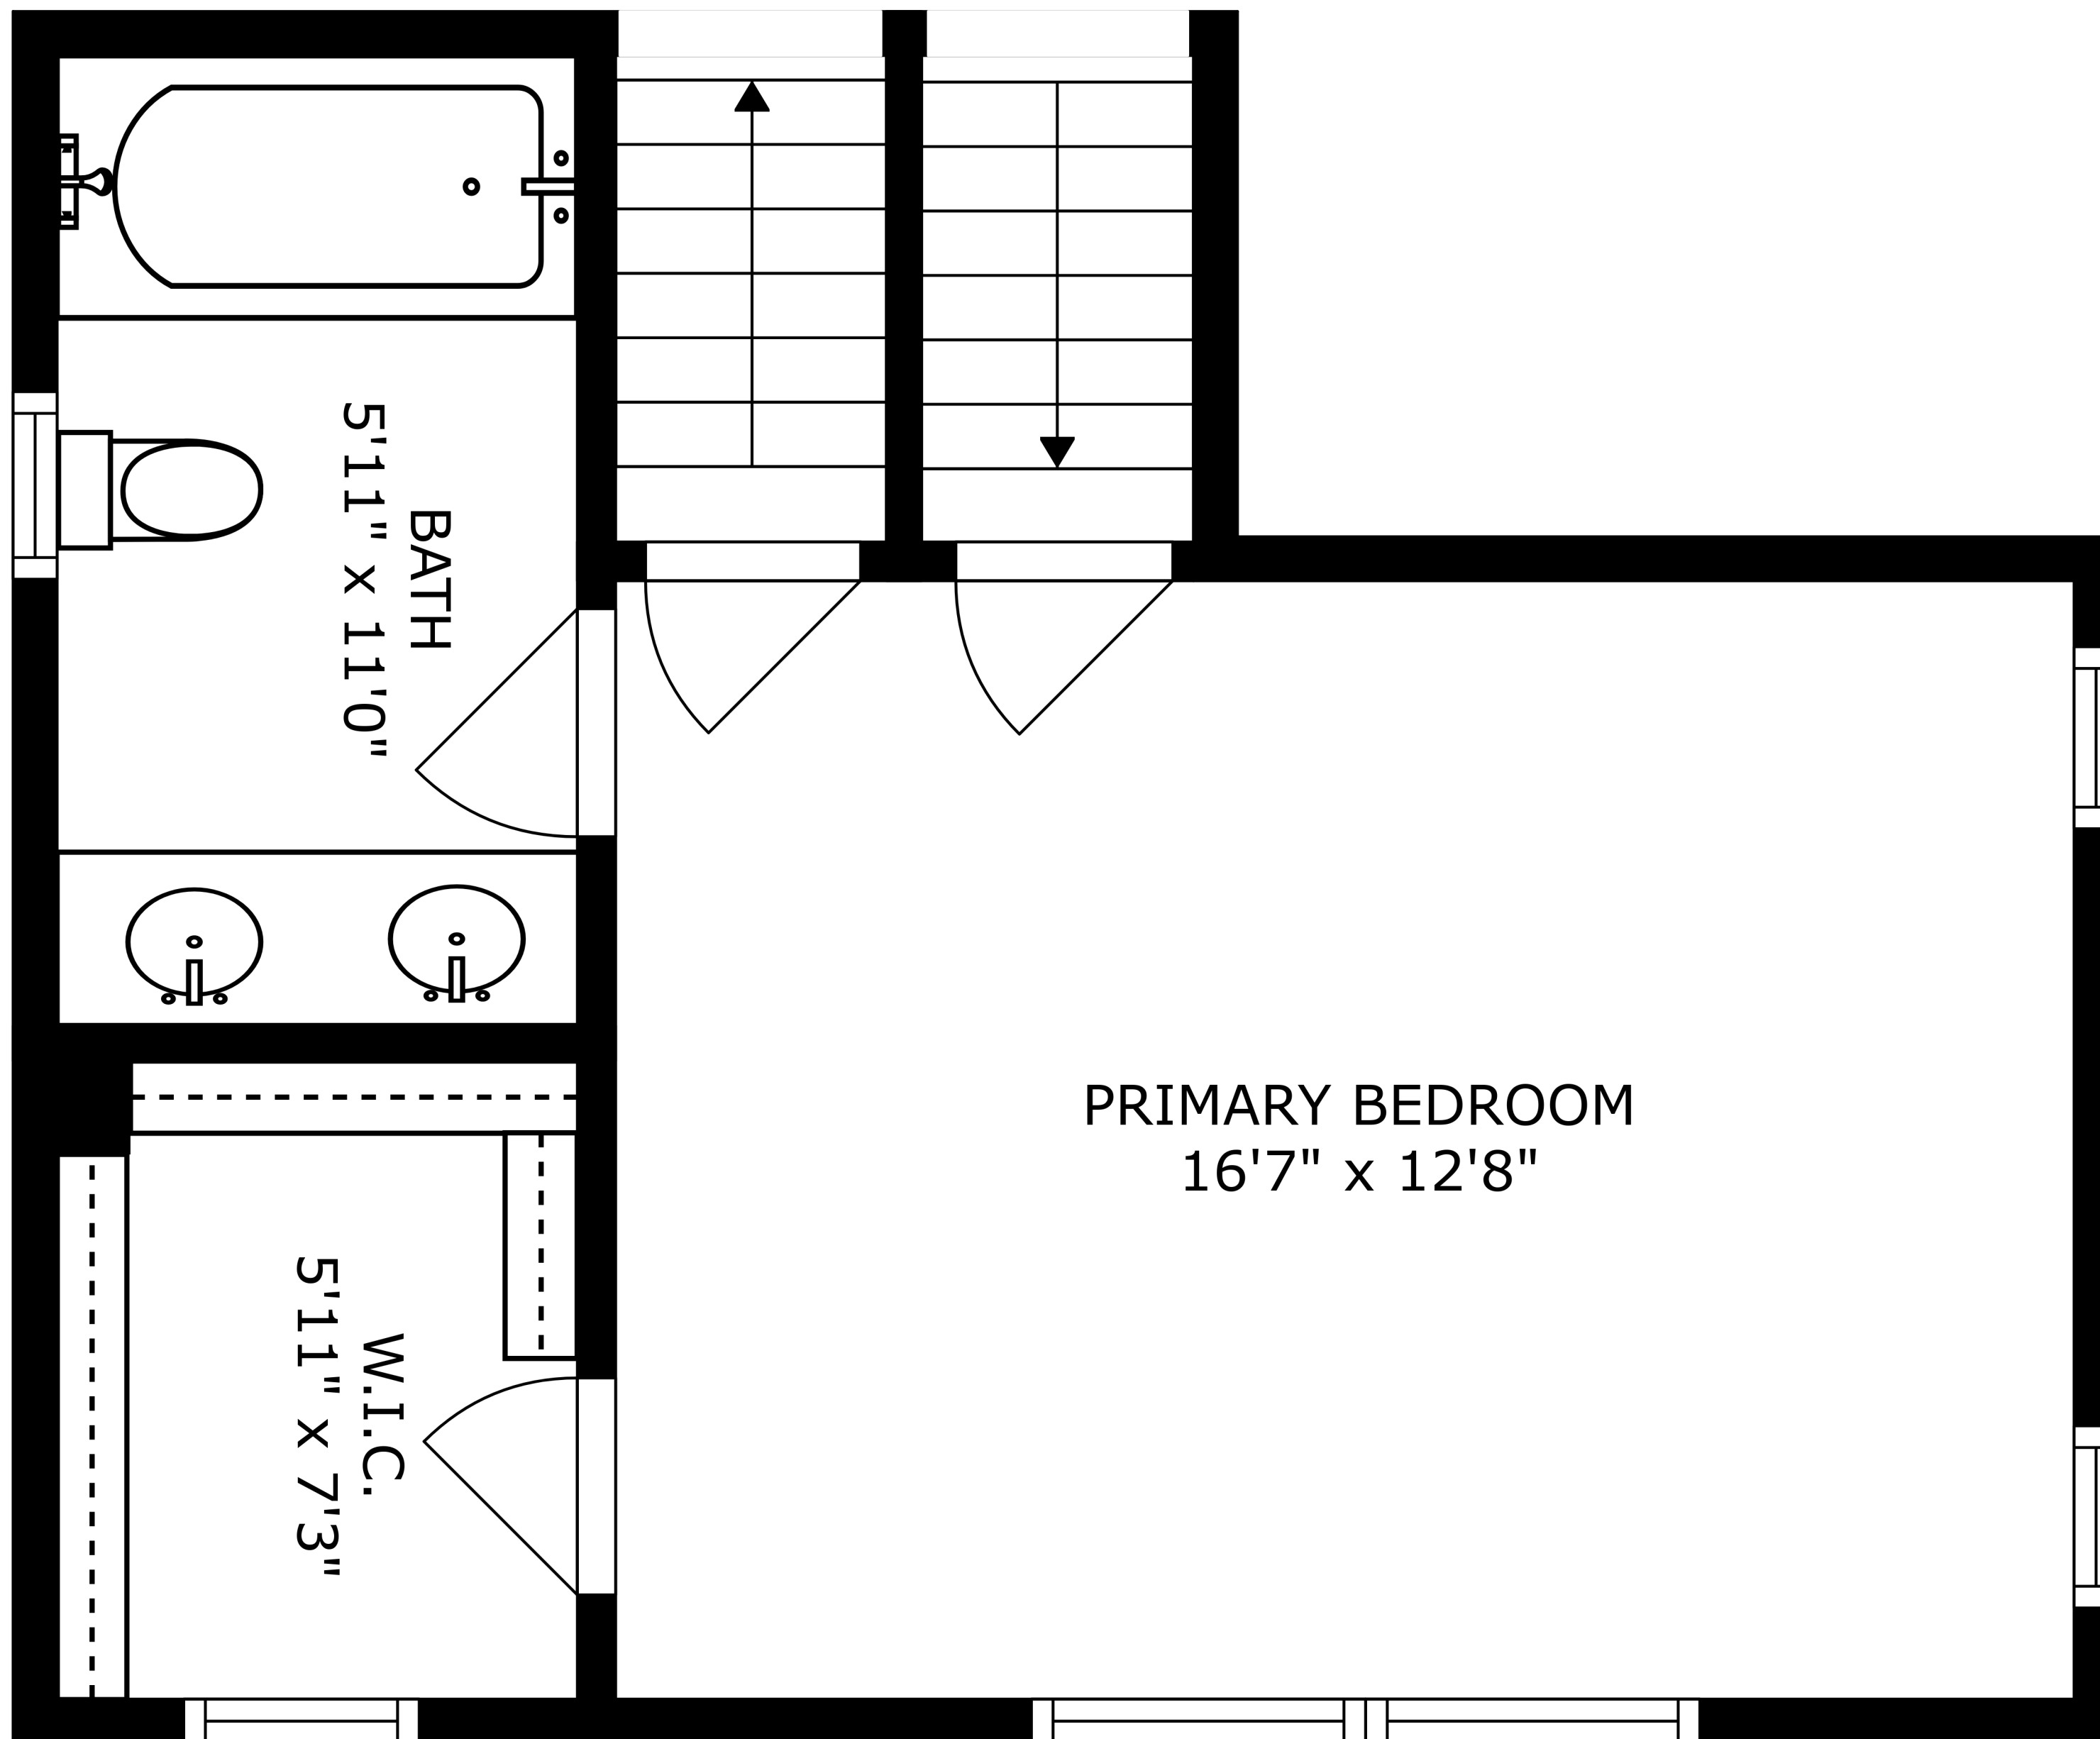 BATH
5'11" x 11'0"
PRIMARY BEDROOM
16'7" x 12'8"
W.I.C.
5'11" x 7'3"